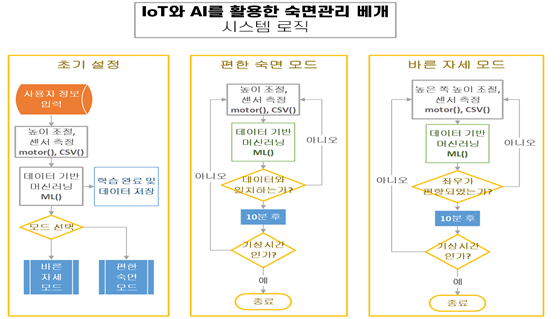 IoT와 AI를 활용한 숙면관리 베개
시스템 로직
초기 설정
사용자 정보
입력
높이 조절,
센서 측정
motor(), CSV()
데이터 기반
머신러닝
ML()
학습 완료 및
데이터 저장
모드 선택
바른
자세
모드
편한
숙면
모드
편한 숙면 모드
높이 조절,
센서 측정
motor(), CSV()
데이터 기반
머신러닝
ML()
아니오
아니오
데이터와
일치하는가?
10분 후
기상시간
인가?
예
종료
바른 자세 모드
높은 쪽 높이 조절,
센서 측정
motor(), CSV()
데이터 기반
머신러닝
ML()
아니오
아니오
좌우가
편향되었는가?
10분 후
기상시간
인가?
예
종료